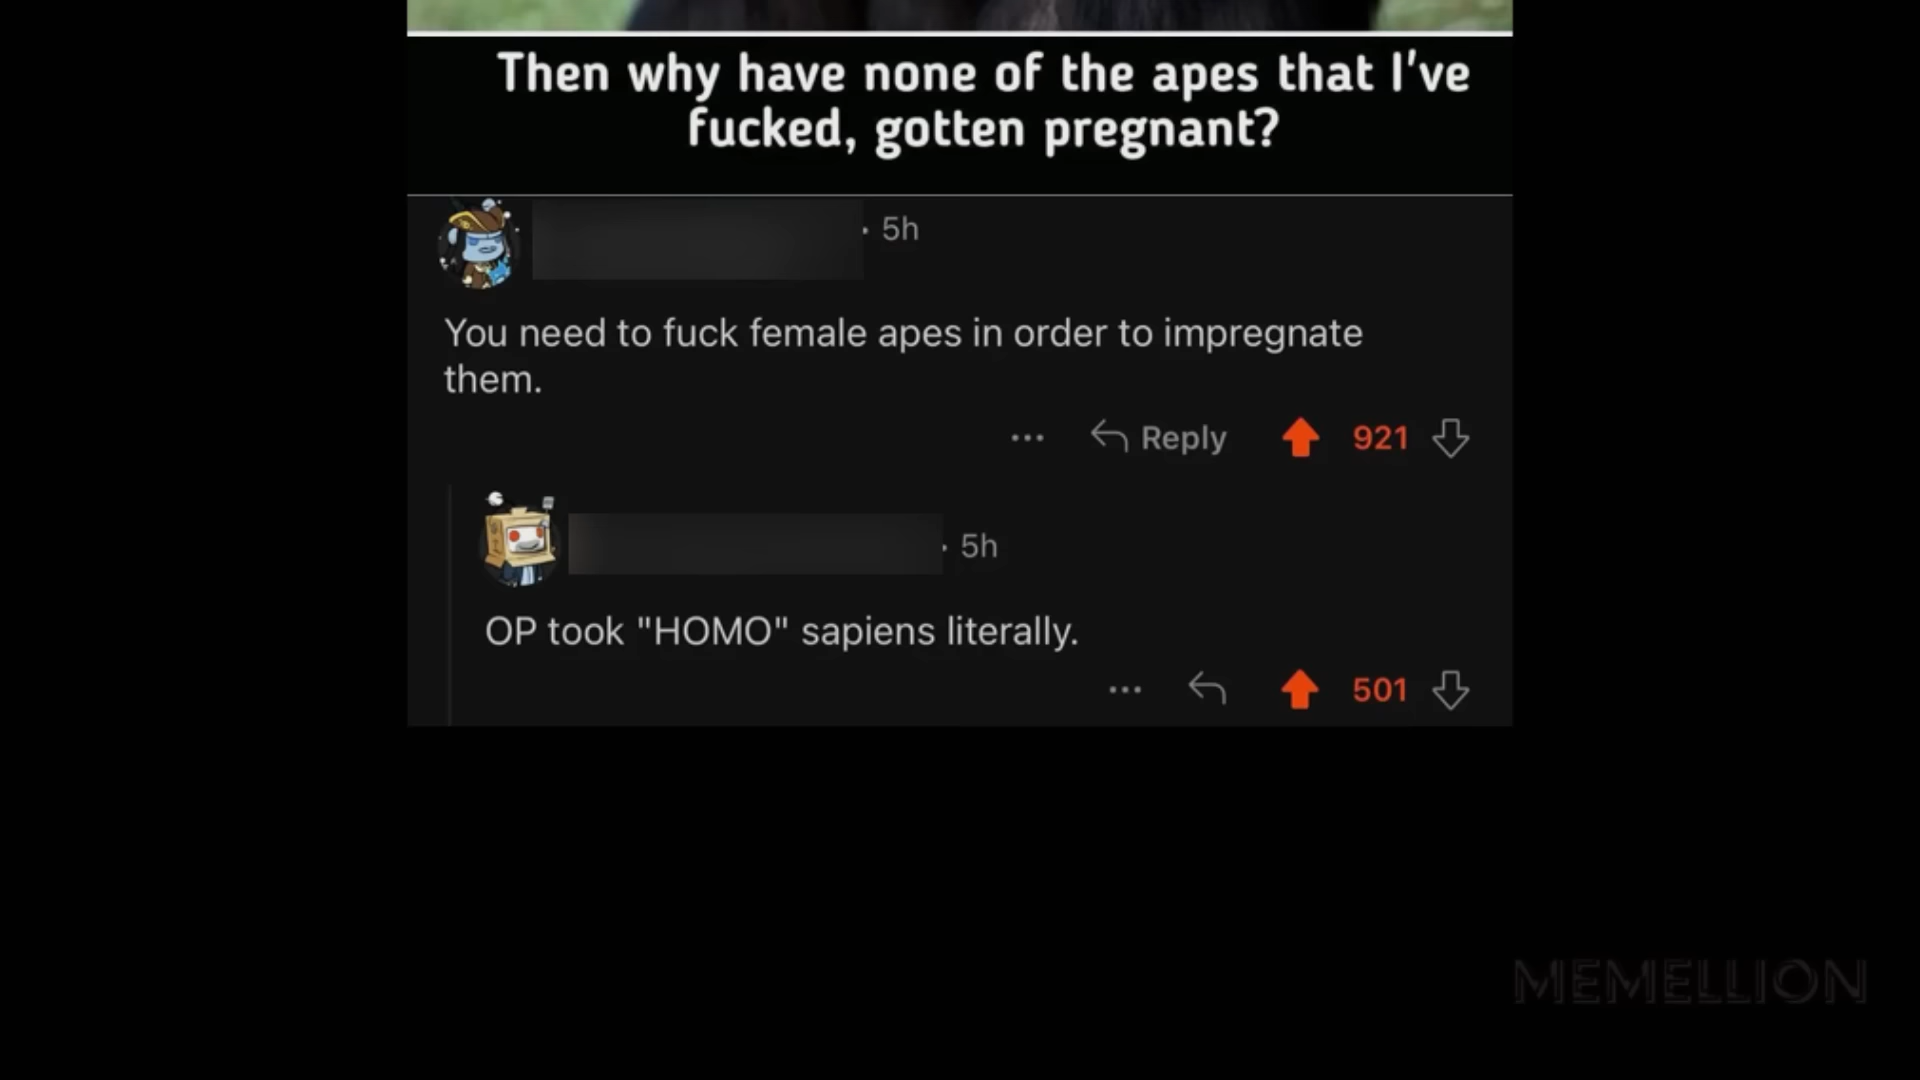 Then why have none of the apes that I've
fucked, gotten pregnant?
· 5h
You need to fuck female apes in order to impregnate
them.
... Reply 921
· 5h
OP took "HOMO" sapiens literally.
... 501
MEMELLION